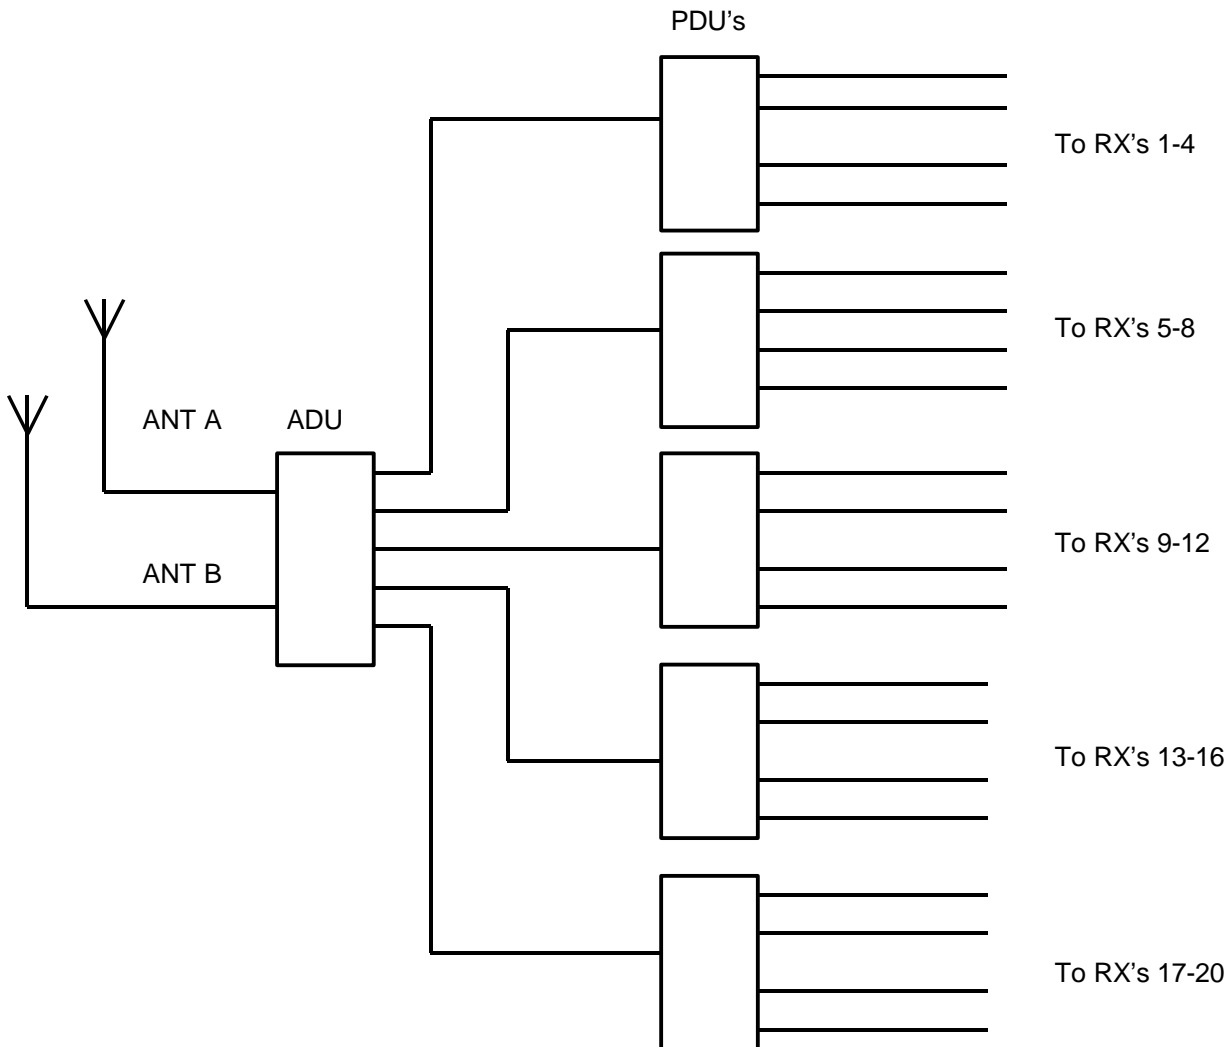 PDU’s
To RX’s 1-4
To RX’s 5-8
ANT A
ADU
To RX’s 9-12
ANT B
To RX’s 13-16
To RX’s 17-20